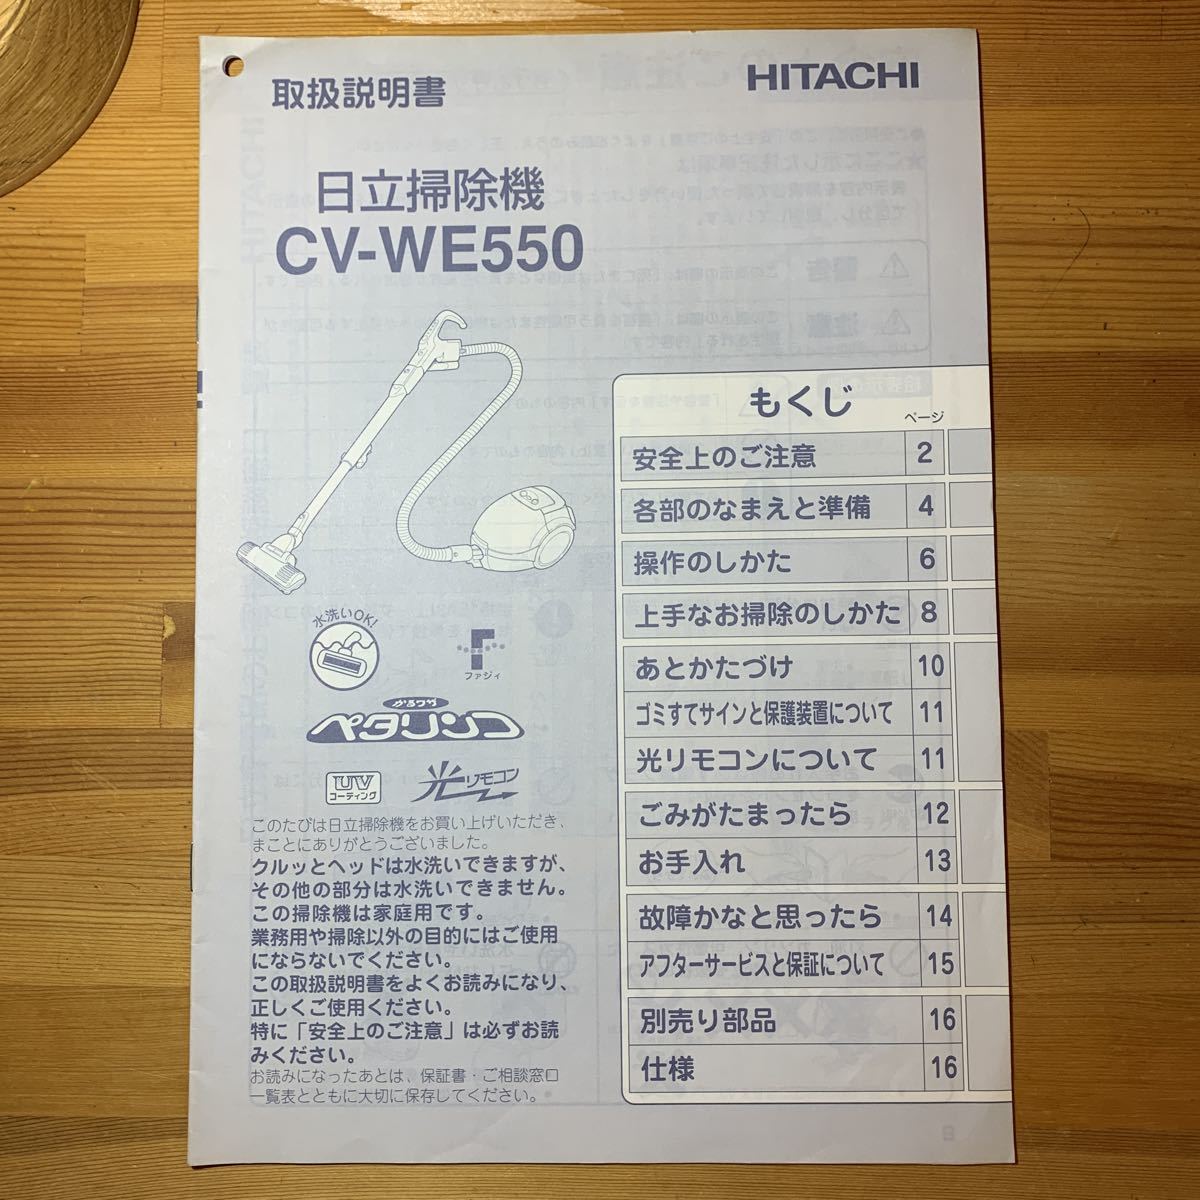 取扱説明書
HITACHI
日立掃除機
CV-WE550
水洗いOK!
ファジィ
かるワザ
ペタリンコ
UV
コーティング
光リモコン
このたびは日立掃除機をお買い上げいただき、
まことにありがとうございました。
クルッとヘッドは水洗いできますが、
その他の部分は水洗いできません。
この掃除機は家庭用です。
業務用や掃除以外の目的にはご使用
にならないでください。
この取扱説明書をよくお読みになり、
正しくご使用ください。
特に「安全上のご注意」は必ずお読
みください。
お読みになったあとは、保証書・ご相談窓口
一覧表とともに大切に保存してください。
もくじ
ページ
安全上のご注意 2
各部のなまえと準備 4
操作のしかた 6
上手なお掃除のしかた 8
あとかたづけ 10
ゴミすてサインと保護装置について 11
光リモコンについて 11
ごみがたまったら 12
お手入れ 13
故障かなと思ったら 14
アフターサービスと保証について 15
別売り部品 16
仕様 16